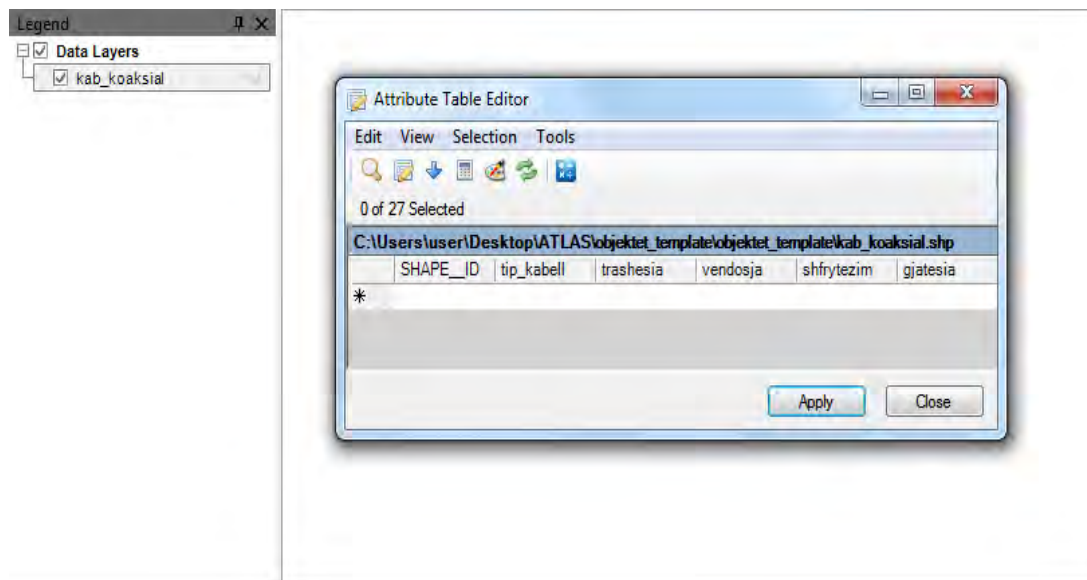 Legend
Data Layers
kab_koaksial
Attribute Table Editor
Edit View Selection Tools
0 of 27 Selected
C:\Users\user\Desktop\ATLAS\objektet_template\objektet_template\kab_koaksial.shp
SHAPE__ID tip_kabell trashesia vendosja shfrytezim gjatesia
Apply Close